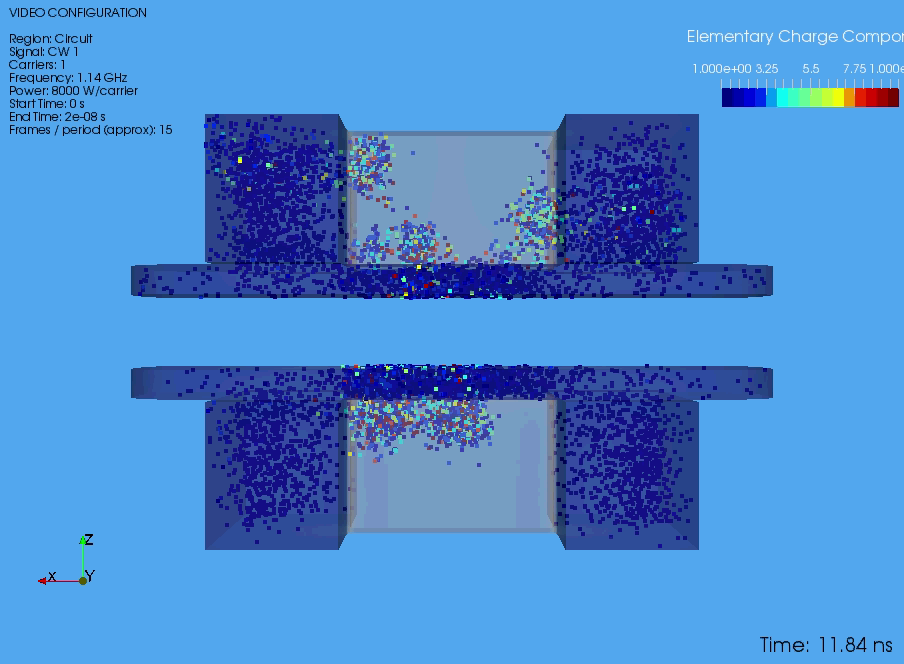 VIDEO CONFIGURATION
Region: Circuit
Signal: CW 1
Carriers: 1
Frequency: 1.14 GHz
Power: 8000 W/carrier
Start Time: 0 s
End Time: 2e-08 s
Frames / period (approx): 15
Elementary Charge Compor
1.000e+00 3.25 5.5 7.75 1.000e
Z
X Y
Time: 11.84 ns